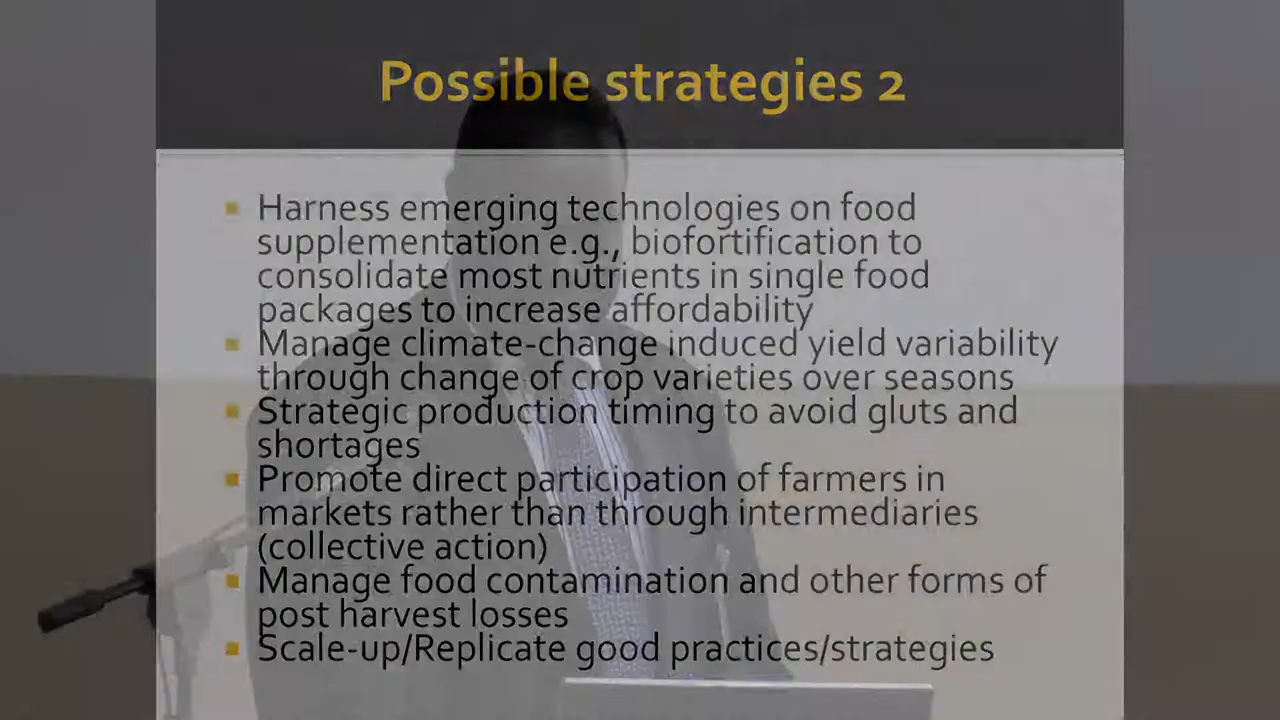 Possible strategies 2
Harness emerging technologies on food
supplementation e.g., biofortification to
consolidate most nutrients in single food
packages to increase affordability
Manage climate-change induced yield variability
through change of crop varieties over seasons
Strategic production timing to avoid gluts and
shortages
Promote direct participation of farmers in
markets rather than through intermediaries
(collective action)
Manage food contamination and other forms of
post harvest losses
Scale-up/Replicate good practices/strategies